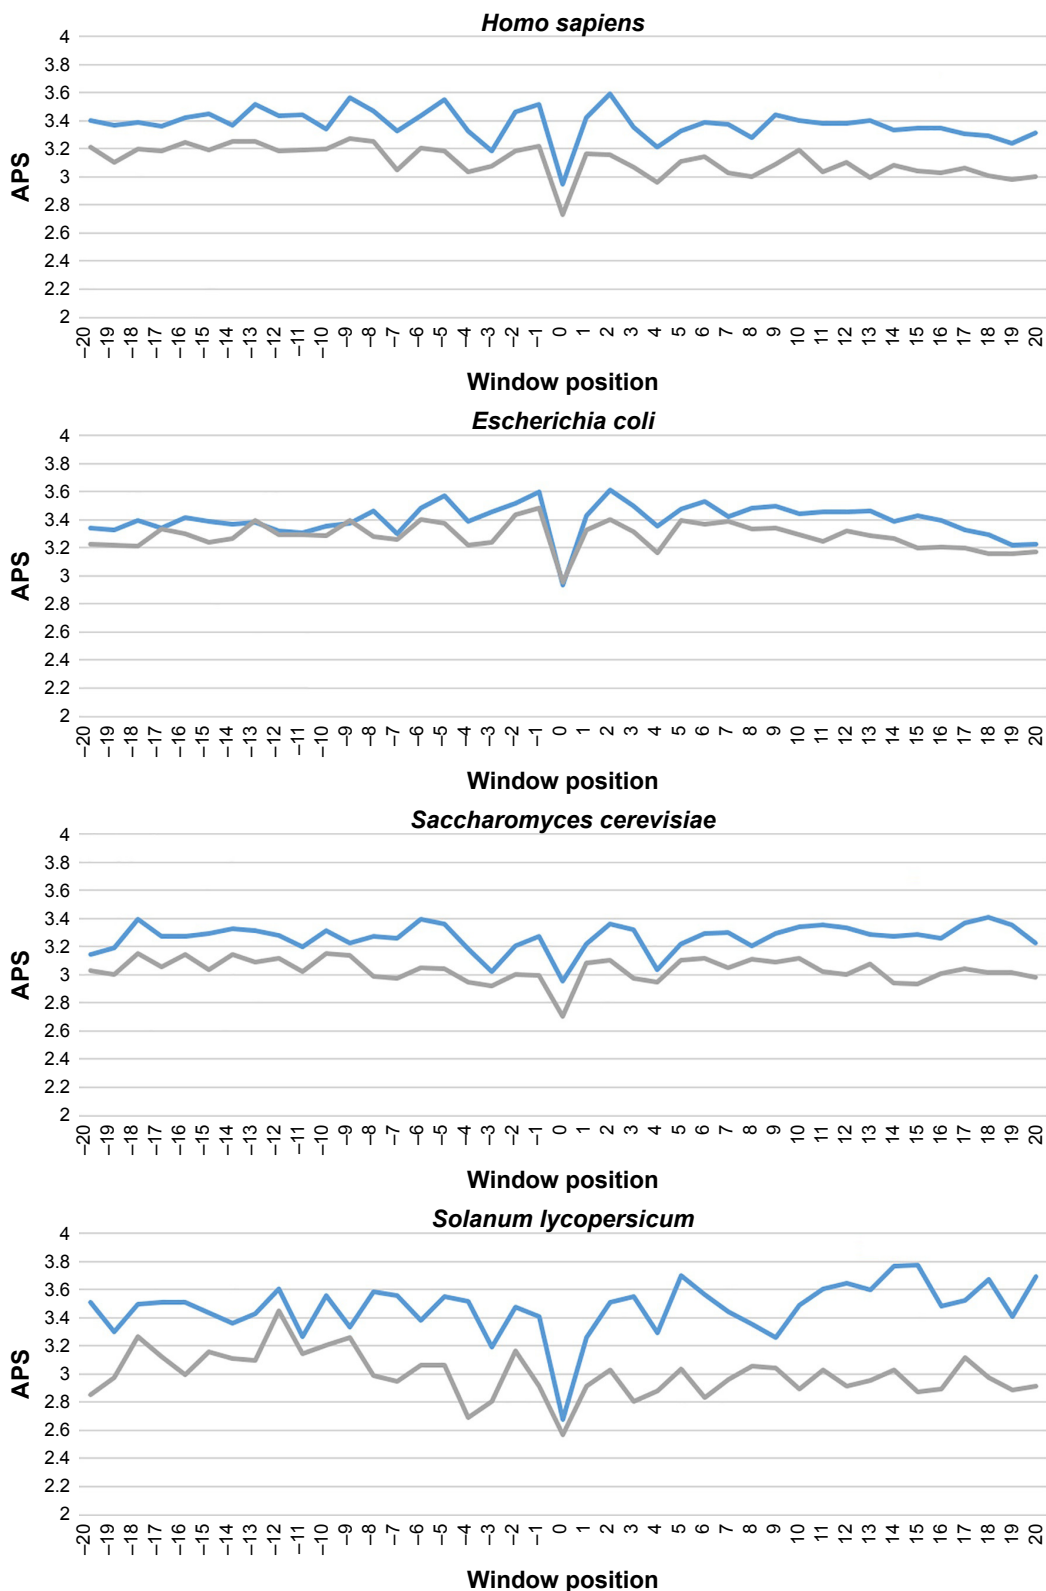 Homo sapiens
4
3.8
3.6
3.4
3.2
3
2.8
2.6
2.4
2.2
2
APS
–20 –19 –18 –17 –16 –15 –14 –13 –12 –11 –10 –9 –8 –7 –6 –5 –4 –3 –2 –1 0 1 2 3 4 5 6 7 8 9 10 11 12 13 14 15 16 17 18 19 20
Window position
Escherichia coli
4
3.8
3.6
3.4
3.2
3
2.8
2.6
2.4
2.2
2
APS
–20 –19 –18 –17 –16 –15 –14 –13 –12 –11 –10 –9 –8 –7 –6 –5 –4 –3 –2 –1 0 1 2 3 4 5 6 7 8 9 10 11 12 13 14 15 16 17 18 19 20
Window position
Saccharomyces cerevisiae
4
3.8
3.6
3.4
3.2
3
2.8
2.6
2.4
2.2
2
APS
–20 –19 –18 –17 –16 –15 –14 –13 –12 –11 –10 –9 –8 –7 –6 –5 –4 –3 –2 –1 0 1 2 3 4 5 6 7 8 9 10 11 12 13 14 15 16 17 18 19 20
Window position
Solanum lycopersicum
4
3.8
3.6
3.4
3.2
3
2.8
2.6
2.4
2.2
2
APS
–20 –19 –18 –17 –16 –15 –14 –13 –12 –11 –10 –9 –8 –7 –6 –5 –4 –3 –2 –1 0 1 2 3 4 5 6 7 8 9 10 11 12 13 14 15 16 17 18 19 20
Window position